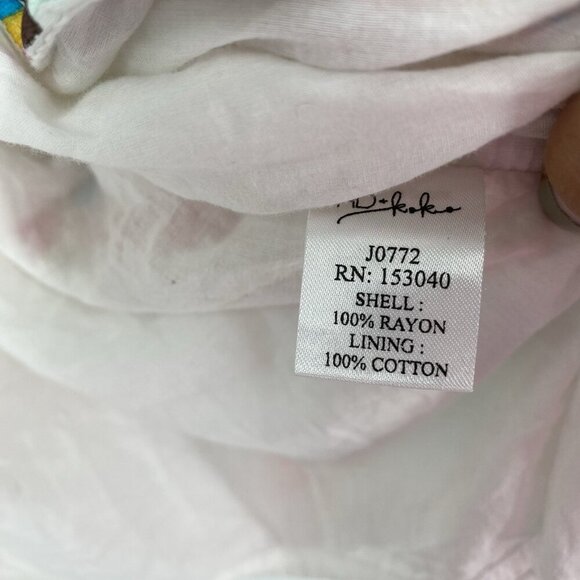 J0772
RN: 153040
SHELL :
100% RAYON
LINING :
100% COTTON